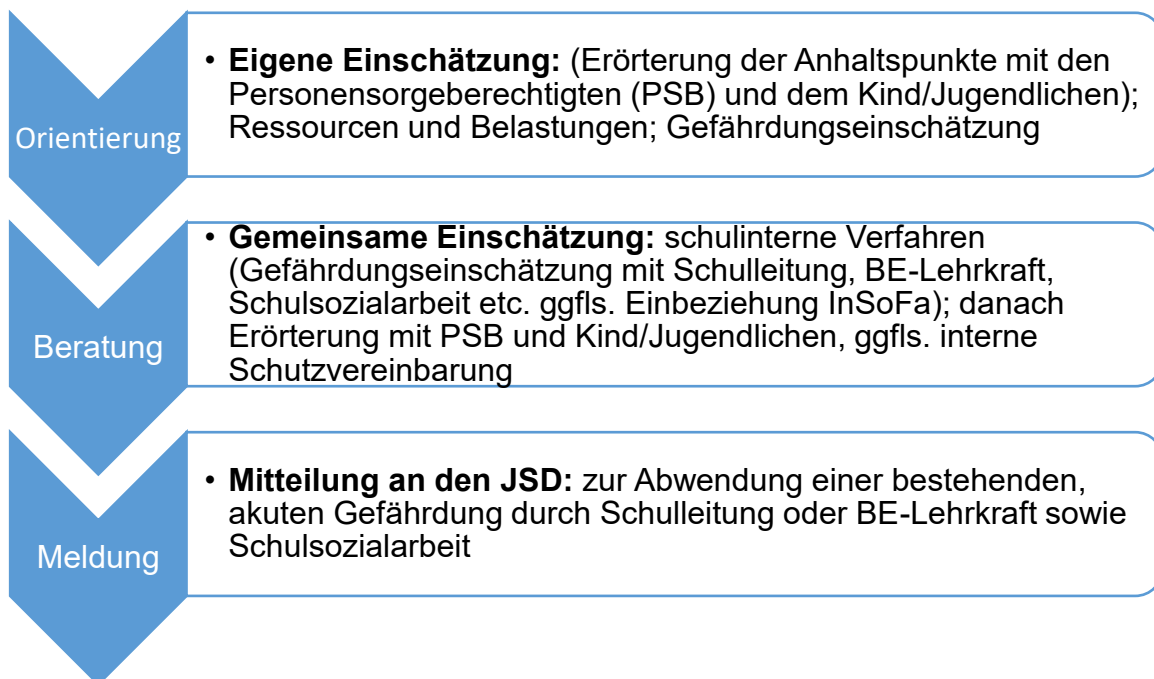 Orientierung
• Eigene Einschätzung: (Erörterung der Anhaltspunkte mit den
Personensorgeberechtigten (PSB) und dem Kind/Jugendlichen);
Ressourcen und Belastungen; Gefährdungseinschätzung
Beratung
• Gemeinsame Einschätzung: schulinterne Verfahren
(Gefährdungseinschätzung mit Schulleitung, BE-Lehrkraft,
Schulsozialarbeit etc. ggfls. Einbeziehung InSoFa); danach
Erörterung mit PSB und Kind/Jugendlichen, ggfls. interne
Schutzvereinbarung
Meldung
• Mitteilung an den JSD: zur Abwendung einer bestehenden,
akuten Gefährdung durch Schulleitung oder BE-Lehrkraft sowie
Schulsozialarbeit